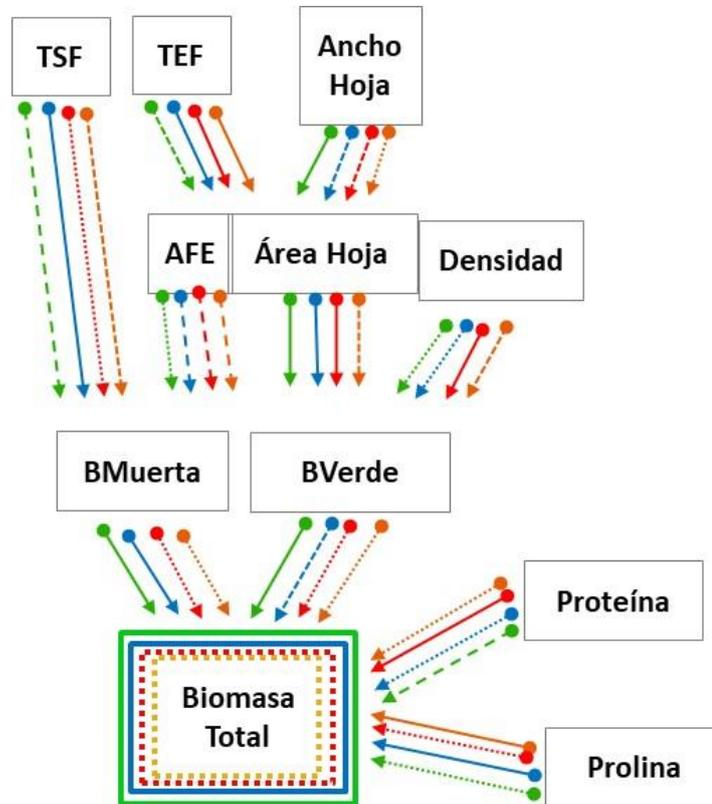 TSF
TEF
Ancho
Hoja
AFE
Área Hoja
Densidad
BMuerta
BVerde
Proteína
Biomasa
Total
Prolina